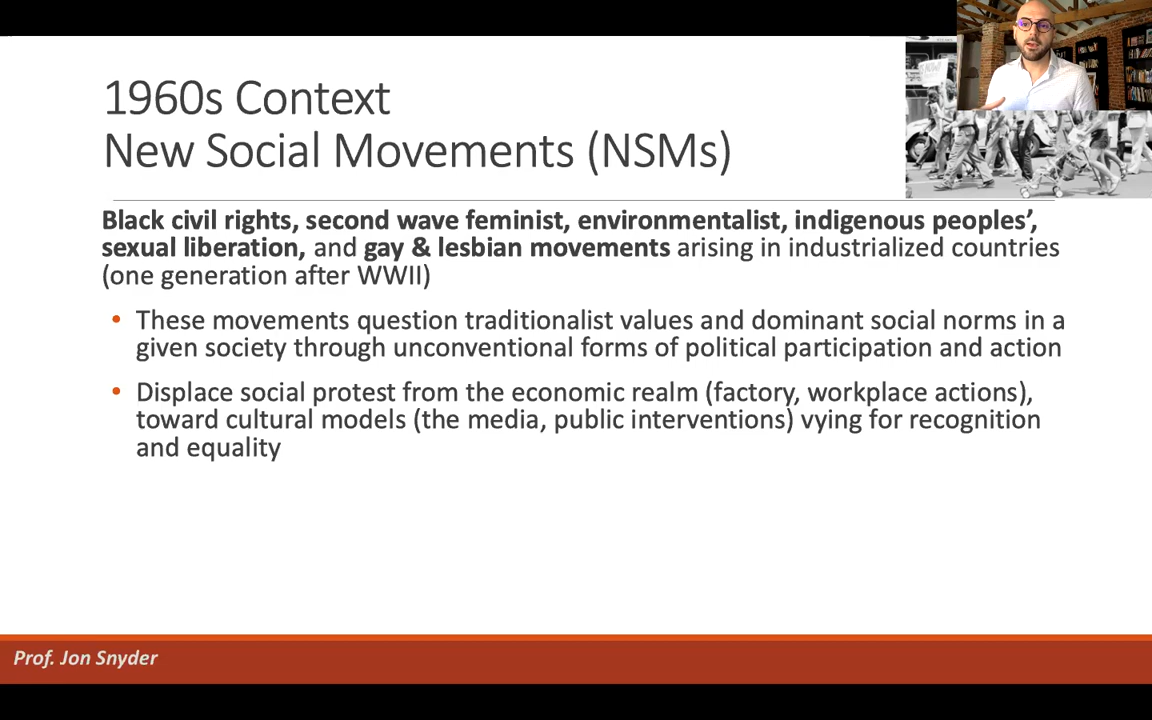 1960s Context
New Social Movements (NSMs)
Black civil rights, second wave feminist, environmentalist, indigenous peoples’,
sexual liberation, and gay & lesbian movements arising in industrialized countries
(one generation after WWII)
• These movements question traditionalist values and dominant social norms in a
given society through unconventional forms of political participation and action
• Displace social protest from the economic realm (factory, workplace actions),
toward cultural models (the media, public interventions) vying for recognition
and equality
Prof. Jon Snyder